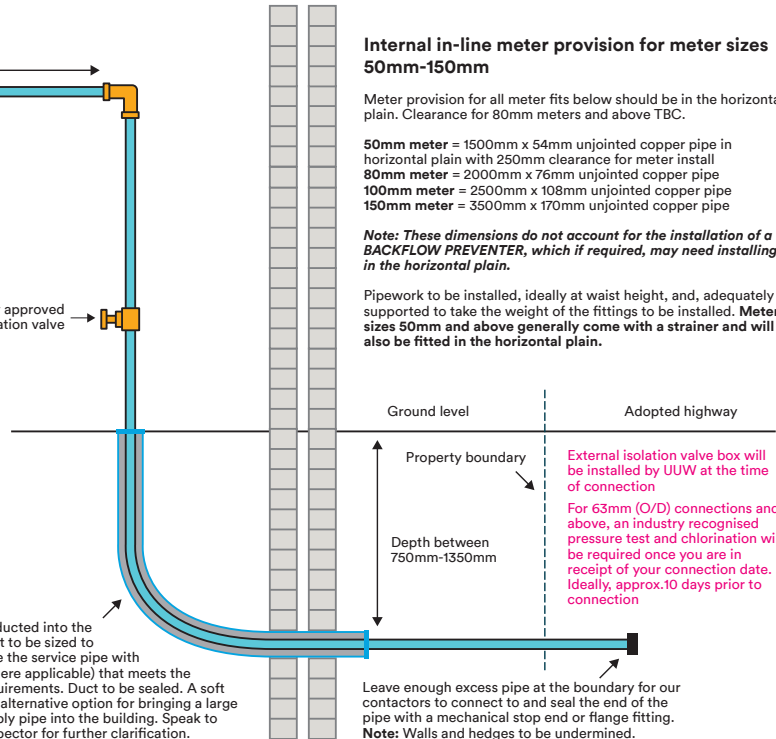 Internal in-line meter provision for meter sizes
50mm-150mm
Meter provision for all meter fits below should be in the horizontal
plain. Clearance for 80mm meters and above TBC.
50mm meter = 1500mm x 54mm unjointed copper pipe in
horizontal plain with 250mm clearance for meter install
80mm meter = 2000mm x 76mm unjointed copper pipe
100mm meter = 2500mm x 108mm unjointed copper pipe
150mm meter = 3500mm x 170mm unjointed copper pipe
Note: These dimensions do not account for the installation of a
BACKFLOW PREVENTER, which if required, may need installing
in the horizontal plain.
Pipework to be installed, ideally at waist height, and, adequately
supported to take the weight of the fittings to be installed. Meter
sizes 50mm and above generally come with a strainer and will
also be fitted in the horizontal plain.
approved
valve
Ground level
Adopted highway
Property boundary
External isolation valve box will
be installed by UUW at the time
of connection
For 63mm (O/D) connections and
above, an industry recognised
pressure test and chlorination
be required once you are in
receipt of your connection date.
Ideally, approx.10 days prior to
connection
Depth between
750mm-1350mm
ducted into the
to be sized to
the service pipe with
applicable) that meets the
Duct to be sealed. A soft
alternative option for bringing a large
pipe into the building. Speak to
for further clarification.
Leave enough excess pipe at the boundary for our
contactors to connect to and seal the end of the
pipe with a mechanical stop end or flange fitting.
Note: Walls and hedges to be undermined.